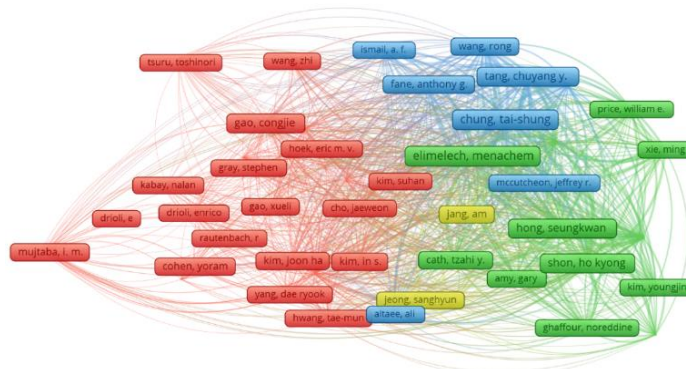 ismail, a. f.
wang, rong
tsuru, toshinori
wang, zhi
tang, chuyang y.
fane, anthony g.
price, william e.
gao, congjie
chung, tai-shung
hoek, eric m. v.
xie, ming
elimelech, menachem
gray, stephen
kim, suhan
mccutcheon, jeffrey r.
kabay, nalan
drioli, e
drioli, enrico
gao, xueli
cho, jaeweon
jang, am
hong, seungkwan
rautenbach, r
mujtaba, i. m.
cohen, yoram
kim, joon ha
kim, in s.
cath, tzahi y.
shon, ho kyong
amy, gary
kim, youngjin
yang, dae ryook
jeong, sanghyun
hwang, tae-mun
altaee, ali
ghaffour, noreddine